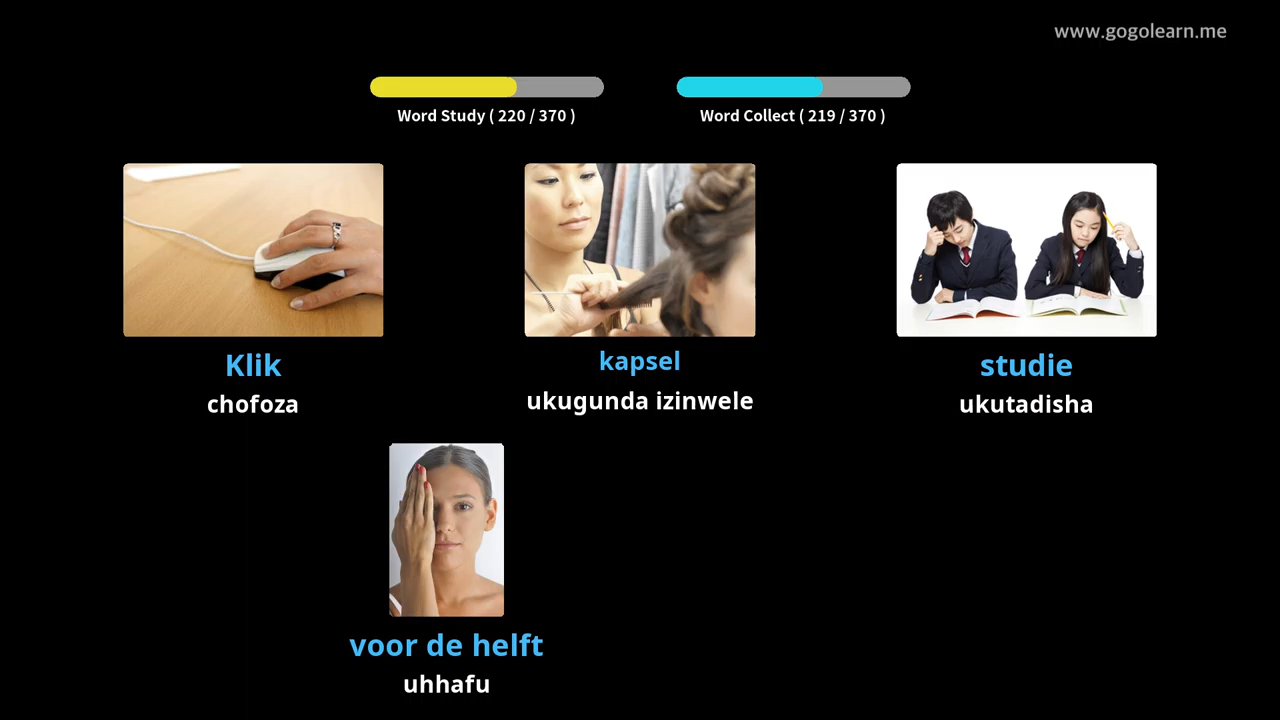 www.gogolearn.me
Word Study ( 220 / 370 )
Word Collect ( 219 / 370 )
Klik
chofoza
kapsel
ukugunda izinwele
studie
ukutadisha
voor de helft
uhhafu